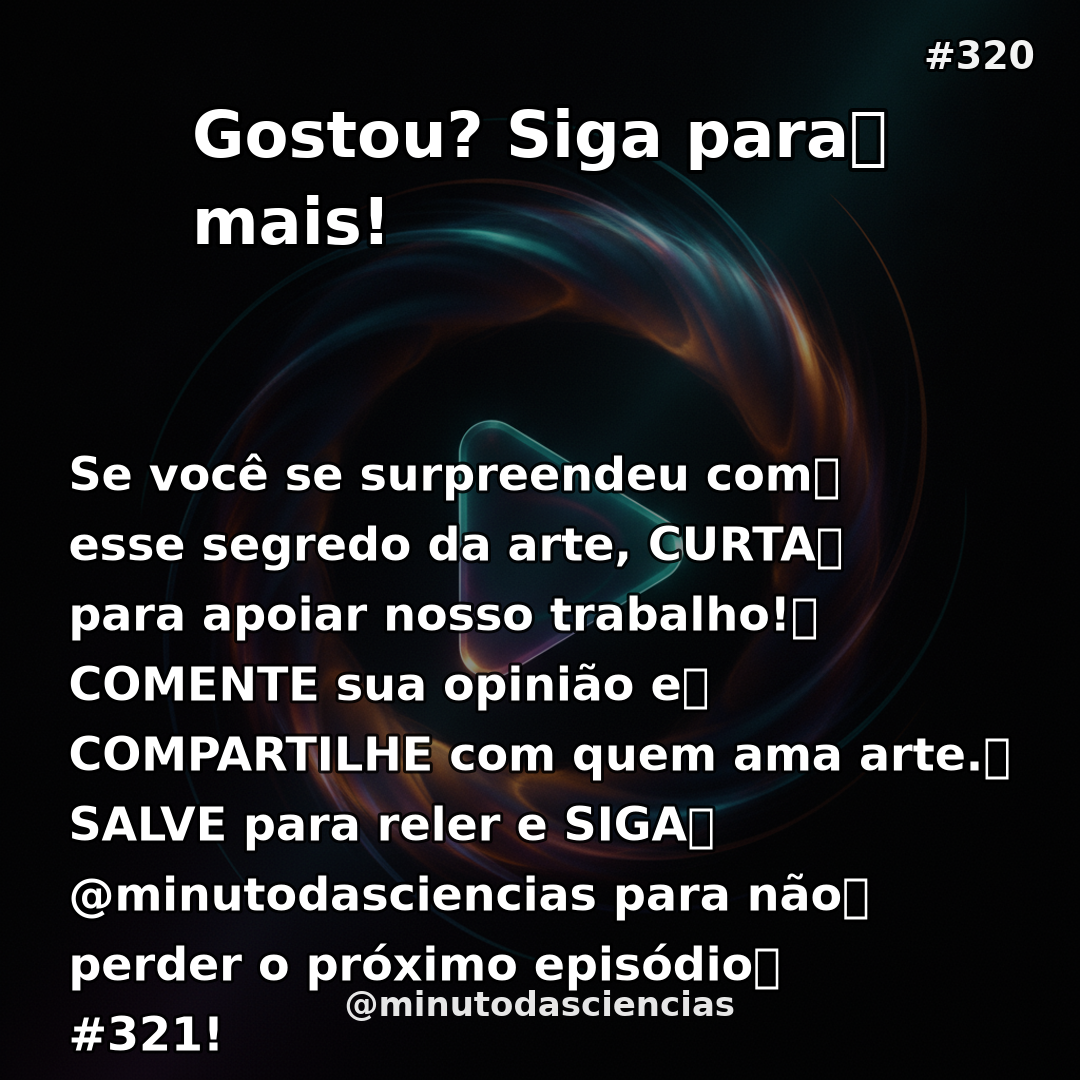 #320
Gostou? Siga para
mais!
Se você se surpreendeu com
esse segredo da arte, CURTA
para apoiar nosso trabalho!
COMENTE sua opinião e
COMPARTILHE com quem ama arte.
SALVE para reler e SIGA
@minutodasciencias para não
perder o próximo episódio
@minutodasciencias
#321!